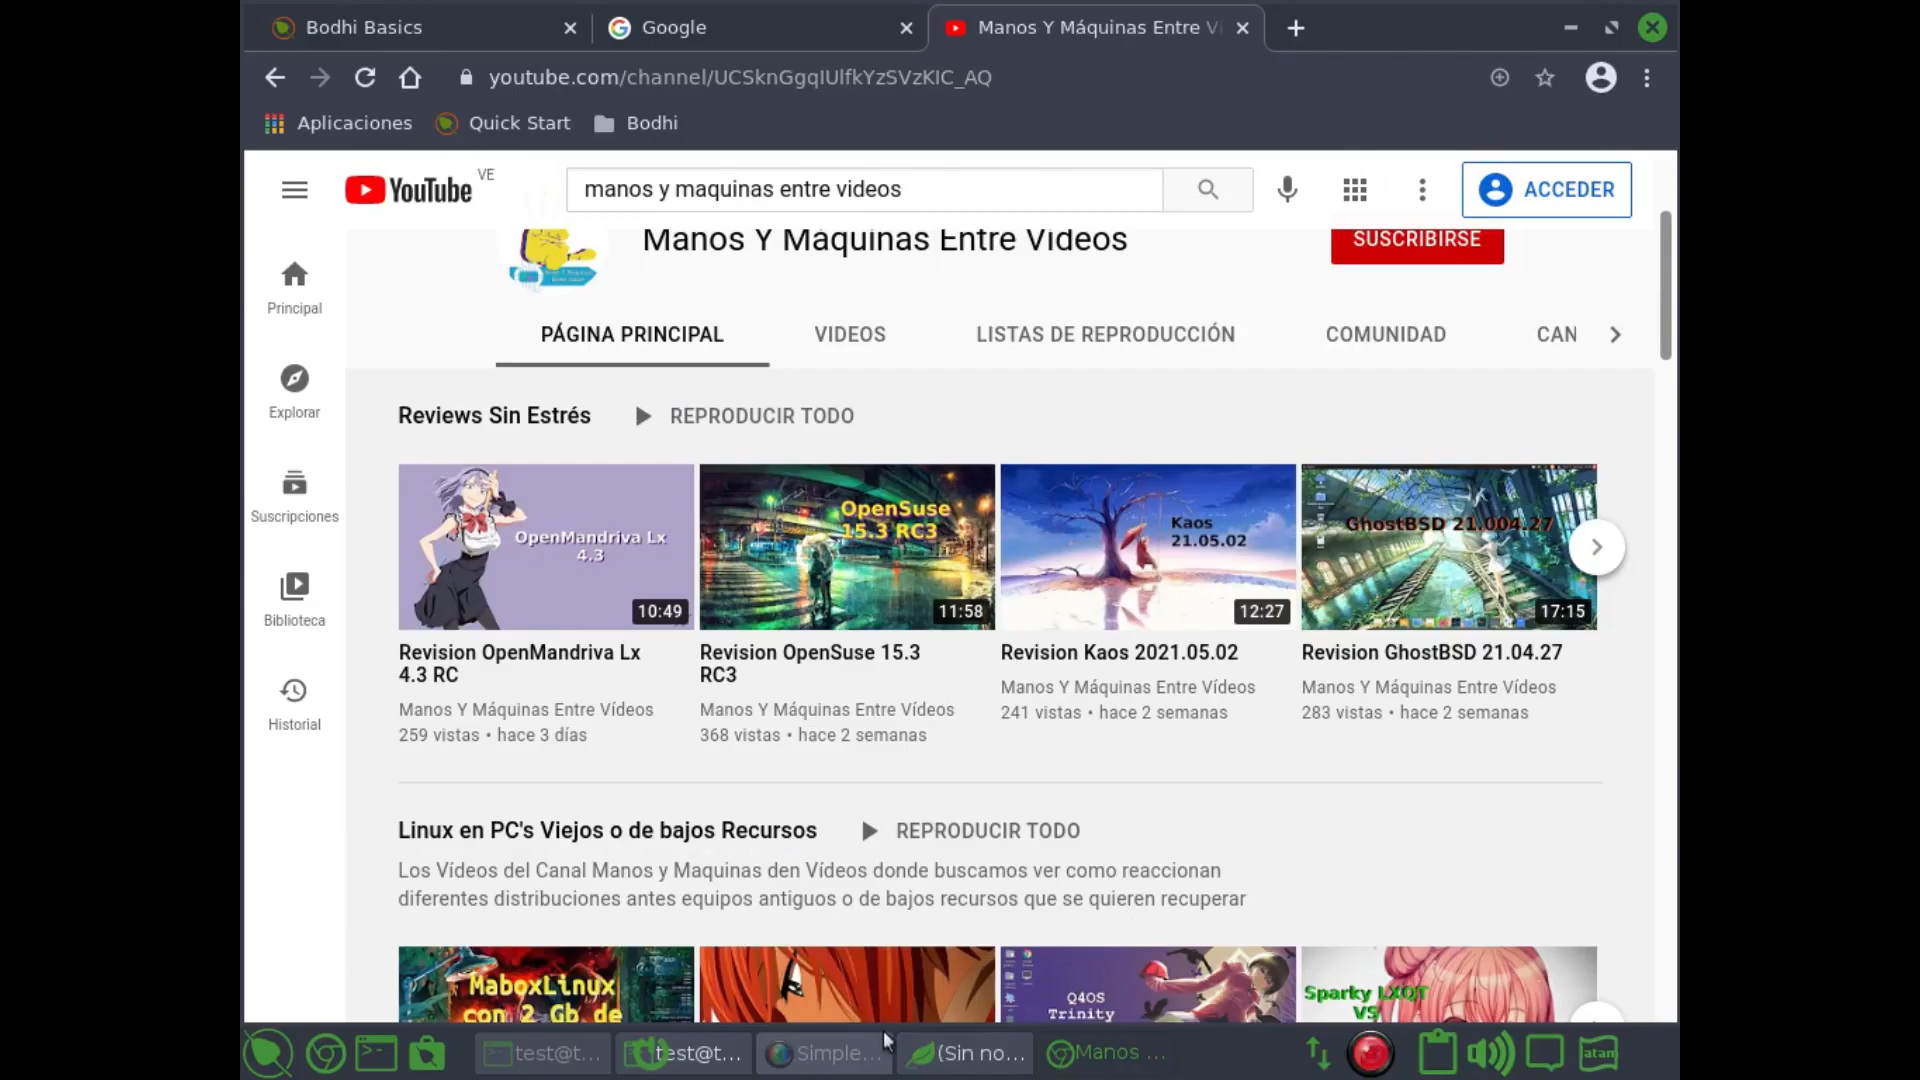 Bodhi Basics
Google
Manos Y Máquinas Entre Ví
youtube.com/channel/UCSknGgqIUlfkYzSVzKIC_AQ
Aplicaciones
Quick Start
Bodhi
YouTube VE
manos y maquinas entre videos
ACCEDER
Manos Y Máquinas Entre Vídeos
SUSCRIBIRSE
Principal
Explorar
Suscripciones
Biblioteca
Historial
PÁGINA PRINCIPAL
VIDEOS
LISTAS DE REPRODUCCIÓN
COMUNIDAD
CAN
Reviews Sin Estrés
REPRODUCIR TODO
OpenMandriva Lx
4.3
10:49
OpenSuse
15.3 RC3
11:58
Kaos
21.05.02
12:27
GhostBSD 21.004.27
17:15
Revision OpenMandriva Lx
4.3 RC
Manos Y Máquinas Entre Vídeos
259 vistas • hace 3 días
Revision OpenSuse 15.3
RC3
Manos Y Máquinas Entre Vídeos
368 vistas • hace 2 semanas
Revision Kaos 2021.05.02
Manos Y Máquinas Entre Vídeos
241 vistas • hace 2 semanas
Revision GhostBSD 21.04.27
Manos Y Máquinas Entre Vídeos
283 vistas • hace 2 semanas
Linux en PC's Viejos o de bajos Recursos
REPRODUCIR TODO
Los Vídeos del Canal Manos y Maquinas den Vídeos donde buscamos ver como reaccionan
diferentes distribuciones antes equipos antiguos o de bajos recursos que se quieren recuperar
MaboxLinux
con 2 Gb de
Q4OS
Trinity
Sparky LXQT
VS
test@t...
test@t...
Simple...
(Sin no...
Manos ...